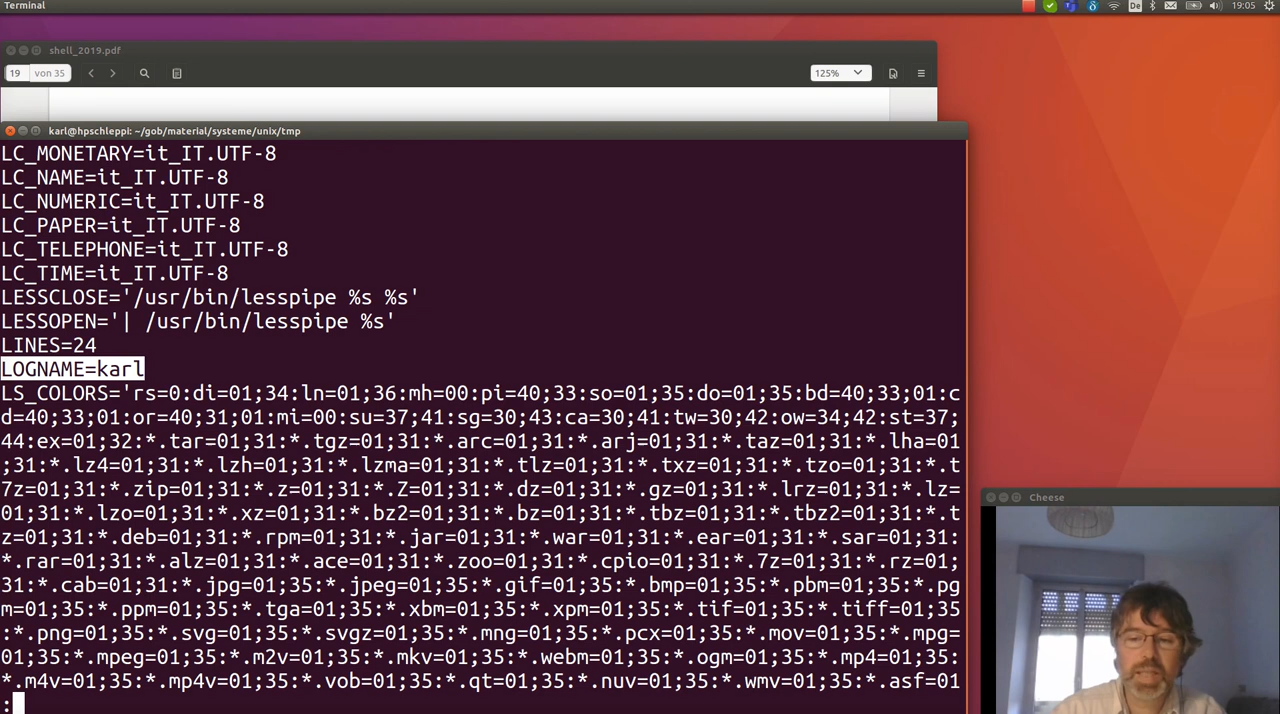 Terminal
De
19:05
shell_2019.pdf
19 von 35
125%
karl@hpschleppi: ~/gob/material/systeme/unix/tmp
LC_MONETARY=it_IT.UTF-8
LC_NAME=it_IT.UTF-8
LC_NUMERIC=it_IT.UTF-8
LC_PAPER=it_IT.UTF-8
LC_TELEPHONE=it_IT.UTF-8
LC_TIME=it_IT.UTF-8
LESSCLOSE='/usr/bin/lesspipe %s %s'
LESSOPEN='| /usr/bin/lesspipe %s'
LINES=24
LOGNAME=karl
LS_COLORS='rs=0:di=01;34:ln=01;36:mh=00:pi=40;33:so=01;35:do=01;35:bd=40;33;01:c
d=40;33;01:or=40;31;01:mi=00:su=37;41:sg=30;43:ca=30;41:tw=30;42:ow=34;42:st=37;
44:ex=01;32:*.tar=01;31:*.tgz=01;31:*.arc=01;31:*.arj=01;31:*.taz=01;31:*.lha=01
;31:*.lz4=01;31:*.lzh=01;31:*.lzma=01;31:*.tlz=01;31:*.txz=01;31:*.tzo=01;31:*.t
7z=01;31:*.zip=01;31:*.z=01;31:*.Z=01;31:*.dz=01;31:*.gz=01;31:*.lrz=01;31:*.lz=
01;31:*.lzo=01;31:*.xz=01;31:*.bz2=01;31:*.bz=01;31:*.tbz=01;31:*.tbz2=01;31:*.t
z=01;31:*.deb=01;31:*.rpm=01;31:*.jar=01;31:*.war=01;31:*.ear=01;31:*.sar=01;31:
*.rar=01;31:*.alz=01;31:*.ace=01;31:*.zoo=01;31:*.cpio=01;31:*.7z=01;31:*.rz=01;
31:*.cab=01;31:*.jpg=01;35:*.jpeg=01;35:*.gif=01;35:*.bmp=01;35:*.pbm=01;35:*.pg
m=01;35:*.ppm=01;35:*.tga=01;35:*.xbm=01;35:*.xpm=01;35:*.tif=01;35:*.tiff=01;35
:*.png=01;35:*.svg=01;35:*.svgz=01;35:*.mng=01;35:*.pcx=01;35:*.mov=01;35:*.mpg=
01;35:*.mpeg=01;35:*.m2v=01;35:*.mkv=01;35:*.webm=01;35:*.ogm=01;35:*.mp4=01;35:
*.m4v=01;35:*.mp4v=01;35:*.vob=01;35:*.qt=01;35:*.nuv=01;35:*.wmv=01;35:*.asf=01
:
Cheese